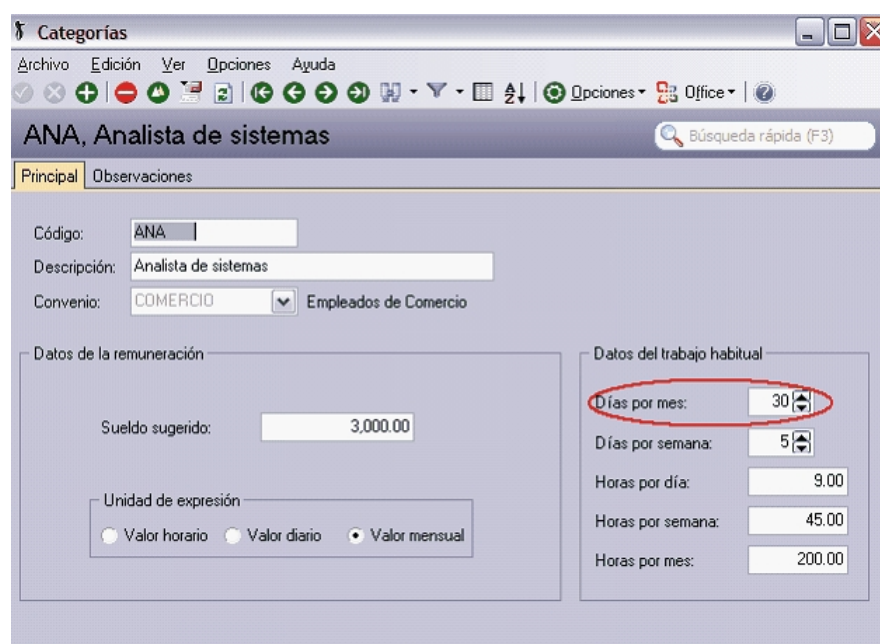 Categorías
Archivo Edición Ver Opciones Ayuda
Opciones Office
ANA, Analista de sistemas
Búsqueda rápida (F3)
Principal Observaciones
Código: ANA
Descripción: Analista de sistemas
Convenio: COMERCIO Empleados de Comercio
Datos de la remuneración
Sueldo sugerido: 3,000.00
Unidad de expresión
Valor horario Valor diario Valor mensual
Datos del trabajo habitual
Días por mes: 30
Días por semana: 5
Horas por día: 9.00
Horas por semana: 45.00
Horas por mes: 200.00